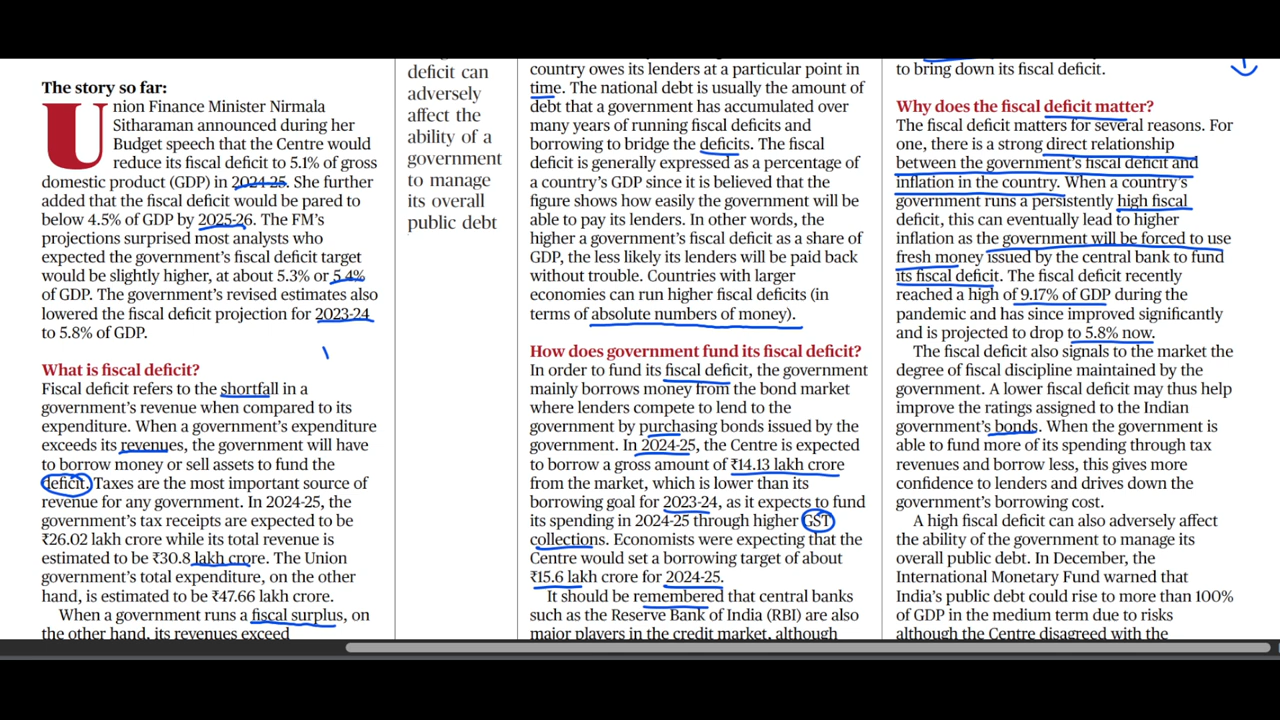 The story so far:
Union Finance Minister Nirmala
Sitharaman announced during her
Budget speech that the Centre would
reduce its fiscal deficit to 5.1% of gross
domestic product (GDP) in 2024-25. She further
added that the fiscal deficit would be pared to
below 4.5% of GDP by 2025-26. The FM's
projections surprised most analysts who
expected the government's fiscal deficit target
would be slightly higher, at about 5.3% or 5.4%
of GDP. The government's revised estimates also
lowered the fiscal deficit projection for 2023-24
to 5.8% of GDP.
What is fiscal deficit?
Fiscal deficit refers to the shortfall in a
government's revenue when compared to its
expenditure. When a government's expenditure
exceeds its revenues, the government will have
to borrow money or sell assets to fund the
deficit. Taxes are the most important source of
revenue for any government. In 2024-25, the
government's tax receipts are expected to be
₹26.02 lakh crore while its total revenue is
estimated to be ₹30.8 lakh crore. The Union
government's total expenditure, on the other
hand, is estimated to be ₹47.66 lakh crore.
When a government runs a fiscal surplus, on
the other hand, its revenues exceed
deficit can
adversely
affect the
ability of a
government
to manage
its overall
public debt
country owes its lenders at a particular point in
time. The national debt is usually the amount of
debt that a government has accumulated over
many years of running fiscal deficits and
borrowing to bridge the deficits. The fiscal
deficit is generally expressed as a percentage of
a country's GDP since it is believed that the
figure shows how easily the government will be
able to pay its lenders. In other words, the
higher a government's fiscal deficit as a share of
GDP, the less likely its lenders will be paid back
without trouble. Countries with larger
economies can run higher fiscal deficits (in
terms of absolute numbers of money).
How does government fund its fiscal deficit?
In order to fund its fiscal deficit, the government
mainly borrows money from the bond market
where lenders compete to lend to the
government by purchasing bonds issued by the
government. In 2024-25, the Centre is expected
to borrow a gross amount of ₹14.13 lakh crore
from the market, which is lower than its
borrowing goal for 2023-24, as it expects to fund
its spending in 2024-25 through higher GST
collections. Economists were expecting that the
Centre would set a borrowing target of about
₹15.6 lakh crore for 2024-25.
It should be remembered that central banks
such as the Reserve Bank of India (RBI) are also
major players in the credit market, although
to bring down its fiscal deficit.
Why does the fiscal deficit matter?
The fiscal deficit matters for several reasons. For
one, there is a strong direct relationship
between the government's fiscal deficit and
inflation in the country. When a country's
government runs a persistently high fiscal
deficit, this can eventually lead to higher
inflation as the government will be forced to use
fresh money issued by the central bank to fund
its fiscal deficit. The fiscal deficit recently
reached a high of 9.17% of GDP during the
pandemic and has since improved significantly
and is projected to drop to 5.8% now.
The fiscal deficit also signals to the market the
degree of fiscal discipline maintained by the
government. A lower fiscal deficit may thus help
improve the ratings assigned to the Indian
government's bonds. When the government is
able to fund more of its spending through tax
revenues and borrow less, this gives more
confidence to lenders and drives down the
government's borrowing cost.
A high fiscal deficit can also adversely affect
the ability of the government to manage its
overall public debt. In December, the
International Monetary Fund warned that
India's public debt could rise to more than 100%
of GDP in the medium term due to risks
although the Centre disagreed with the